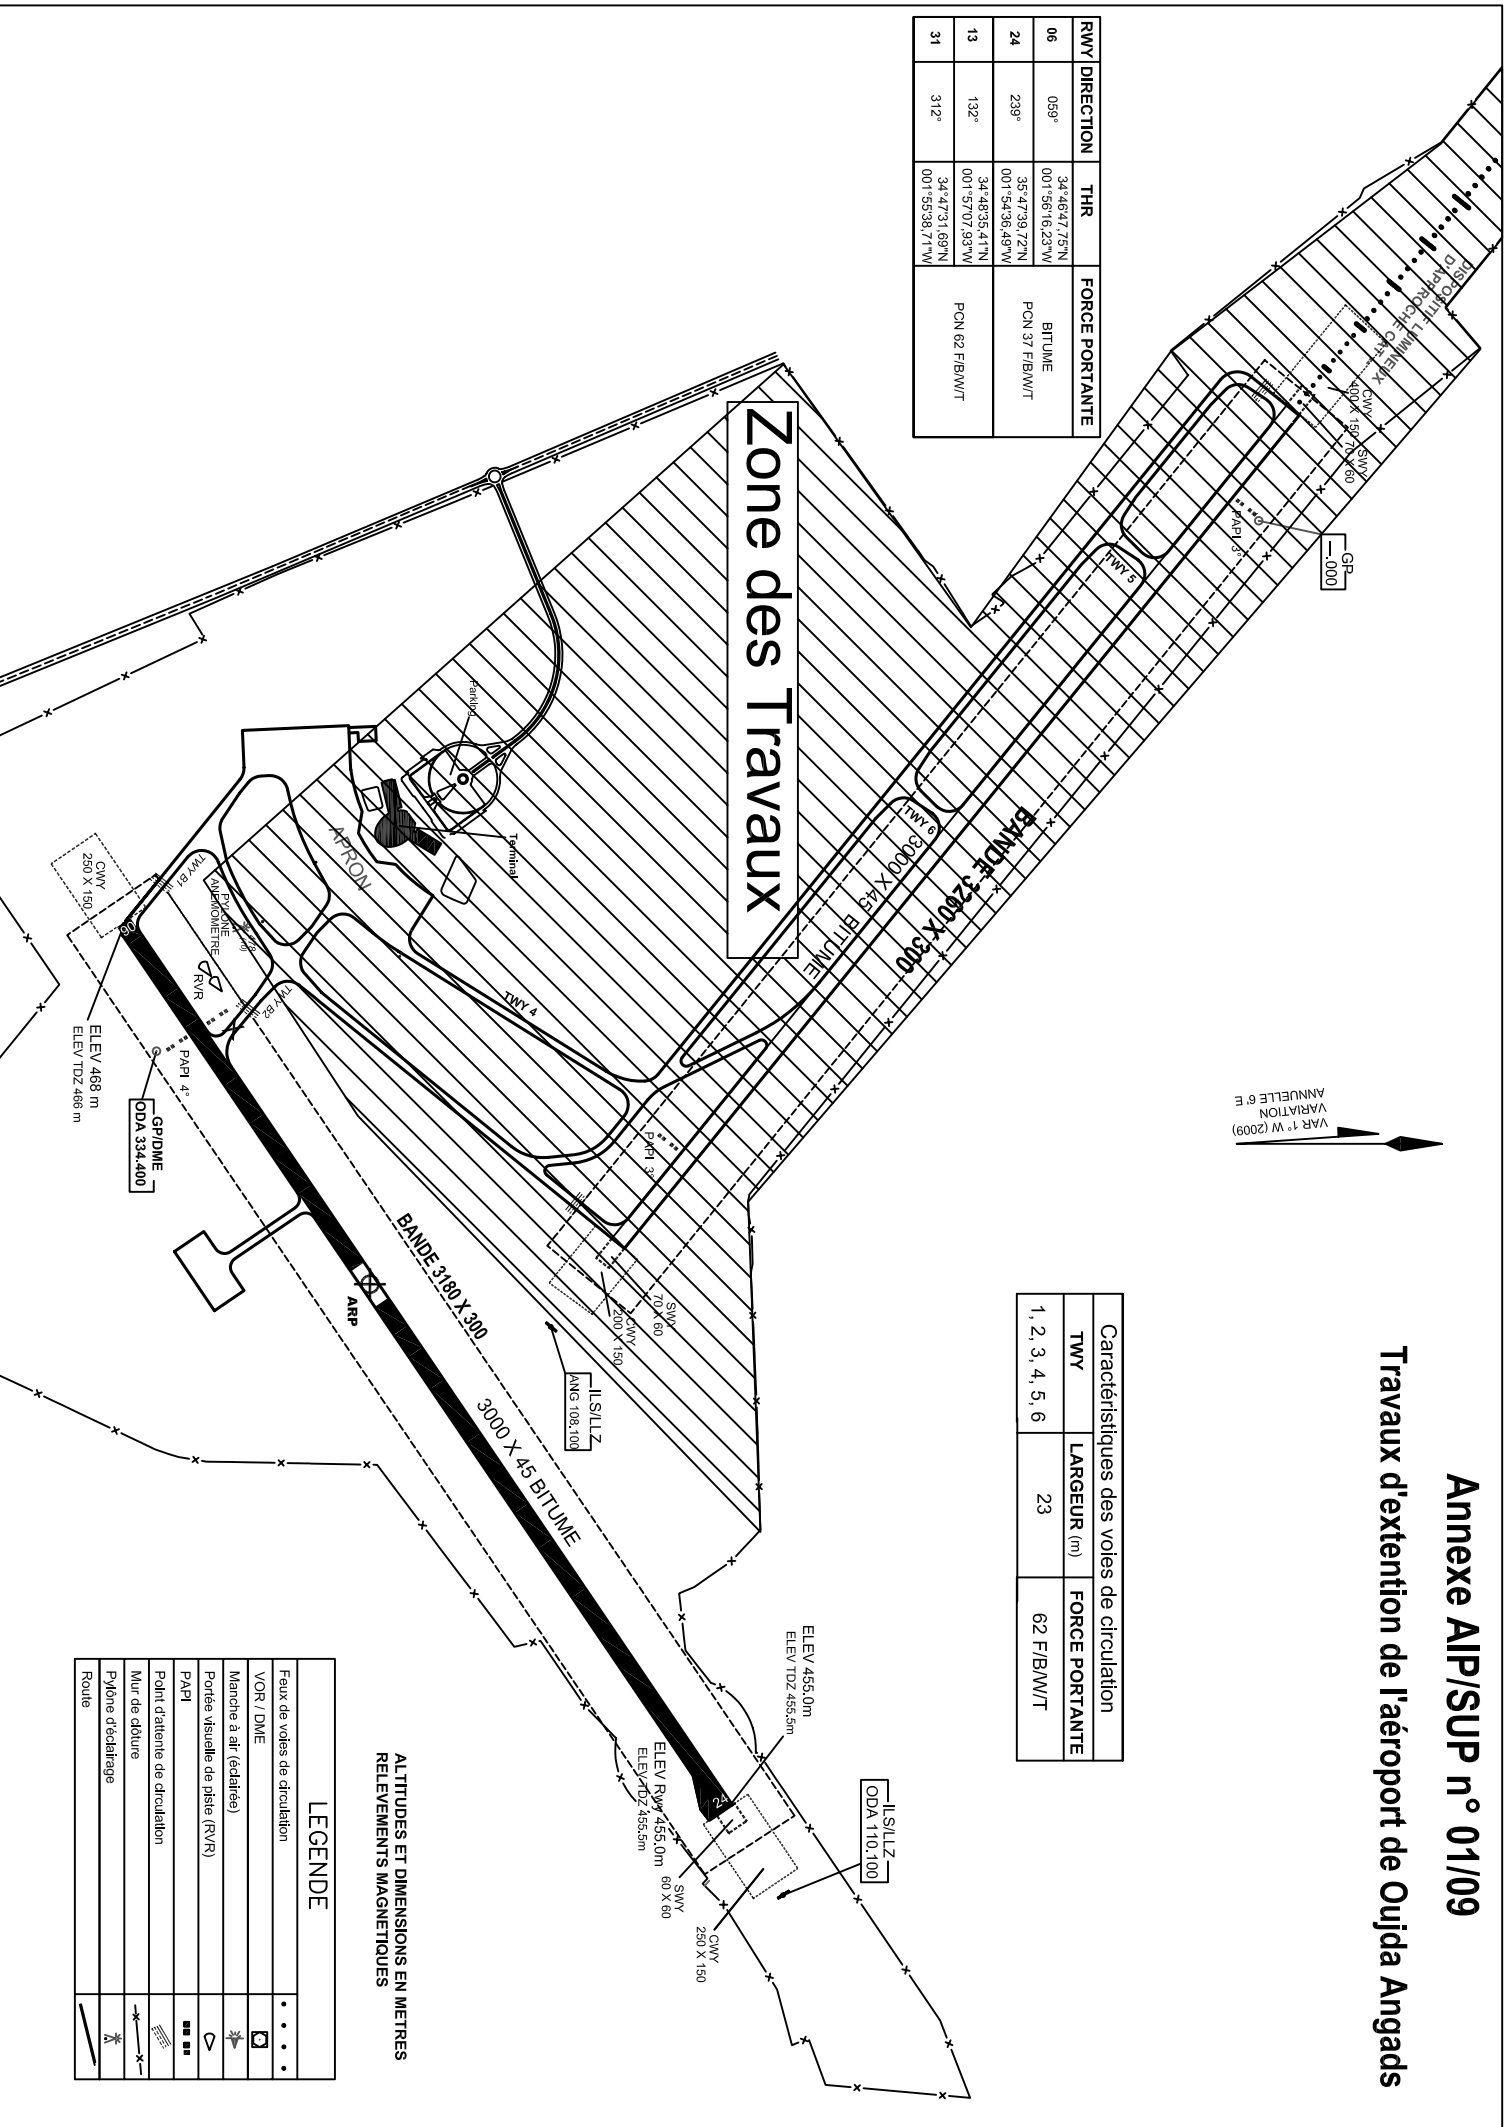 Annexe AIP/SUP n° 01/09
Travaux d'extention de l'aéroport de Oujda Angads
RWY DIRECTION THR FORCE PORTANTE
06 059° 34°46'47,75"N 001°56'16,23"W
24 239° 35°47'39,72"N 001°54'36,49"W
BITUME
PCN 37 F/B/W/T
13 132° 34°48'35,41"N 001°57'07,93"W
31 312° 34°47'31,69"N 001°55'38,71"W
PCN 62 F/B/W/T
Caractéristiques des voies de circulation
TWY LARGEUR (m) FORCE PORTANTE
1, 2, 3, 4, 5, 6 23 62 F/B/W/T
VAR 1° W (2009)
VARIATION
ANNUELLE 6' E
DISPOSITIF LUMINEUX
D'APPROCHE CAT
CWY
400 X 150
SWY
70 X 60
GP
---.000
PAPI 3°
TWY 5
TWY 6
BANDE 3260 X 300
3000 X 45 BITUME
Zone des Travaux
Parking
Terminal
APRON
TWY 4
PAPI 3°
SWY
70 X 60
CWY
200 X 150
ILS/LLZ
ANG 108.100
CWY
250 X 150
TWY B1
PYLONE
ANEMOMETRE
RVR
TWY B2
06
PAPI 4°
ELEV 468 m
ELEV TDZ 466 m
GP/DME
ODA 334.400
ARP
BANDE 3180 X 300
3000 X 45 BITUME
ELEV 455.0m
ELEV TDZ 455.5m
ELEV Rwy 455.0m
ELEV TDZ 455.5m
24
SWY
60 X 60
CWY
250 X 150
ILS/LLZ
ODA 110.100
ALTITUDES ET DIMENSIONS EN METRES
RELEVEMENTS MAGNETIQUES
LEGENDE
Feux de voies de circulation
VOR / DME
Manche à air (éclairée)
Portée visuelle de piste (RVR)
PAPI
Point d'attente de circulation
Mur de clôture
Pylône d'éclairage
Route